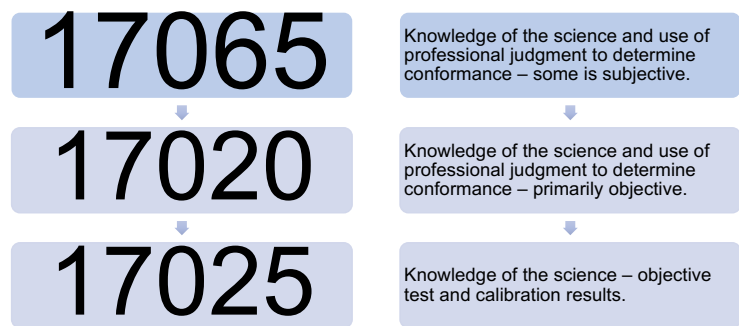 17065
Knowledge of the science and use of
professional judgment to determine
conformance – some is subjective.
17020
Knowledge of the science and use of
professional judgment to determine
conformance – primarily objective.
17025
Knowledge of the science – objective
test and calibration results.